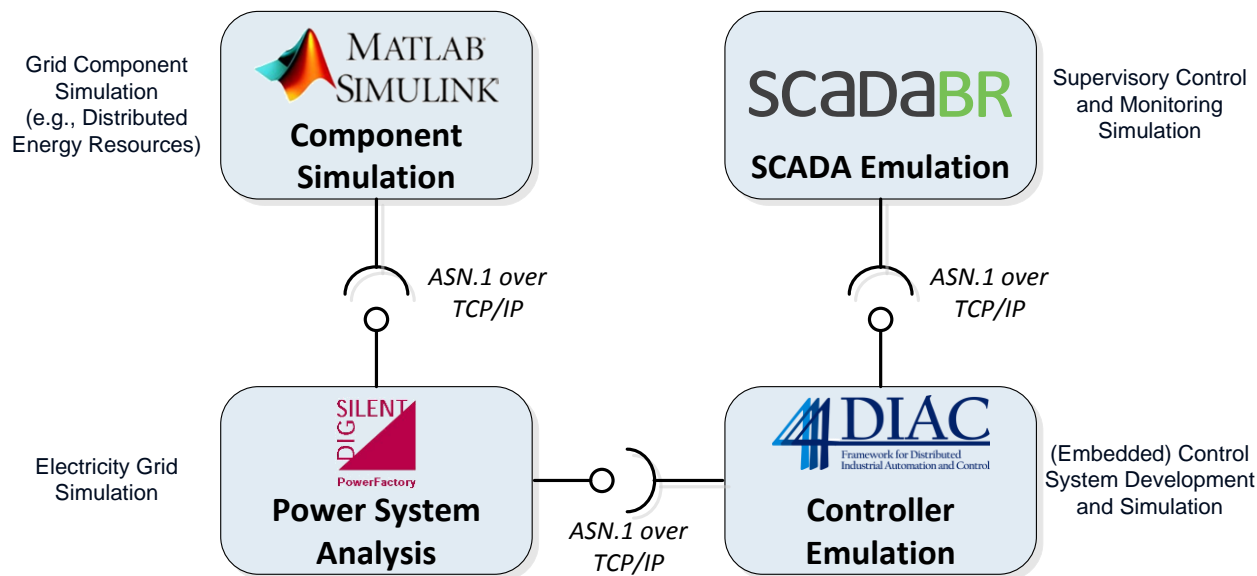 Grid Component
Simulation
(e.g., Distributed
Energy Resources)
MATLAB
SIMULINK
Component
Simulation
SCADABR
SCADA Emulation
Supervisory Control
and Monitoring
Simulation
ASN.1 over
TCP/IP
ASN.1 over
TCP/IP
Electricity Grid
Simulation
DIG
SILENT
PowerFactory
Power System
Analysis
ASN.1 over
TCP/IP
4DIAC
Framework for Distributed
Industrial Automation and Control
Controller
Emulation
(Embedded) Control
System Development
and Simulation